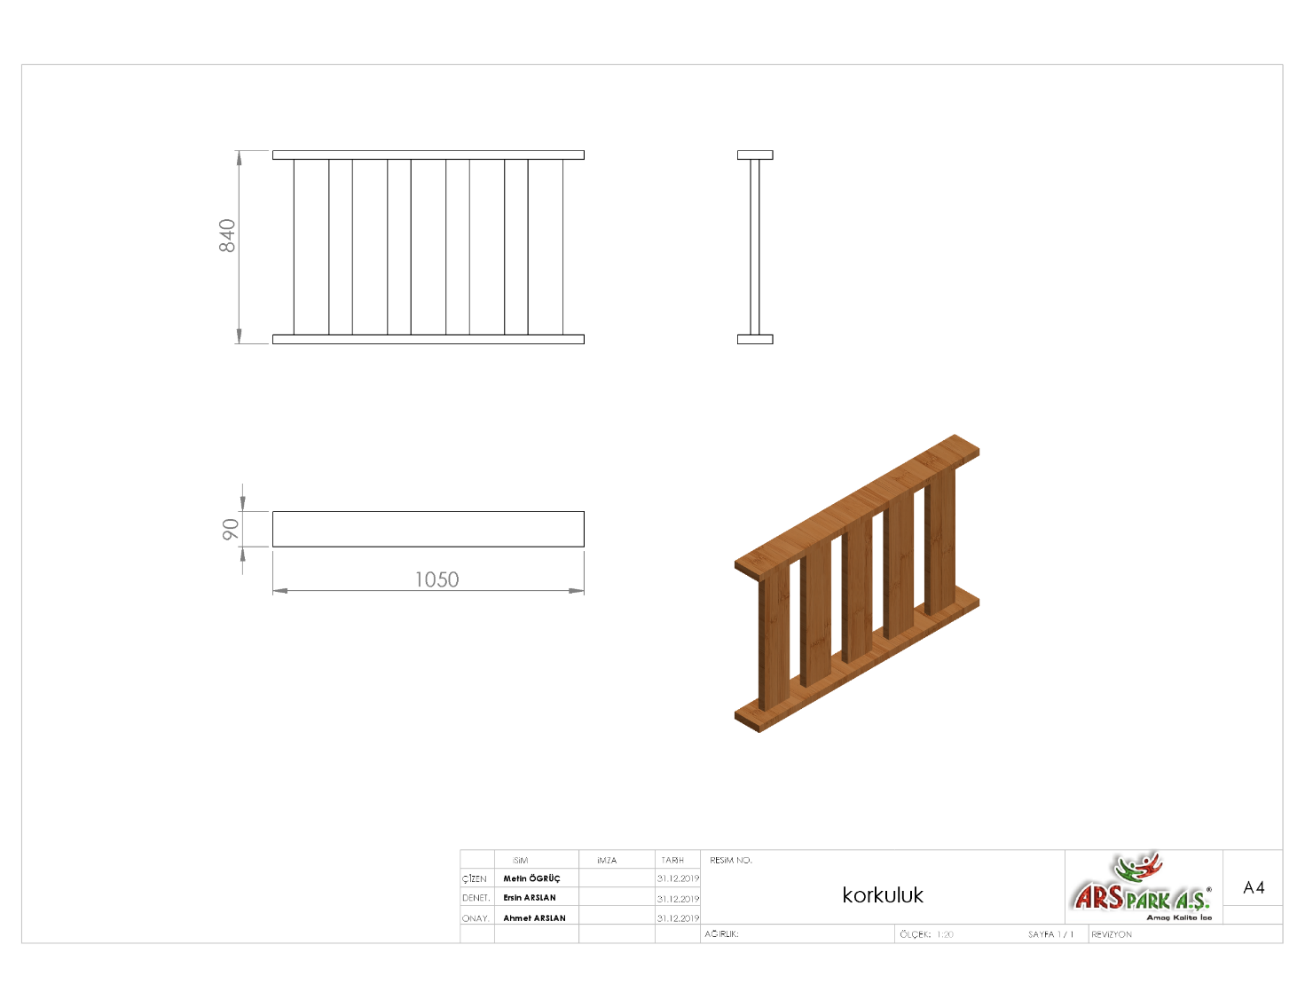 840
90
1050
İSİM
İMZA
TARİH
RESİM NO.
ÇİZEN
Metin ÖGRÜÇ
31.12.2019
DENET.
Ersin ARSLAN
31.12.2019
ONAY.
Ahmet ARSLAN
31.12.2019
korkuluk
ARSPARK A.Ş.®
Amaç Kalite İse
A4
AĞIRLIK:
ÖLÇEK: 1:20
SAYFA 1 / 1
REVİZYON